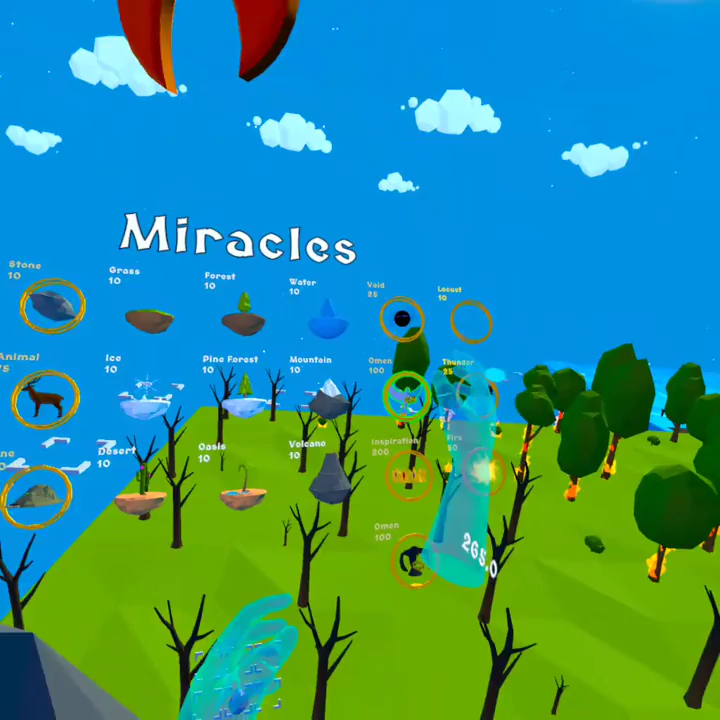 Miracles
Stone
10
Grass
10
Forest
10
Water
10
Void
25
Locust
10
Animal
Ice
10
Pine Forest
10
Mountain
10
Omen
100
Thunder
25
Desert
10
Oasis
10
Volcano
10
Inspiration
200
Fire
50
Omen
100
265.0